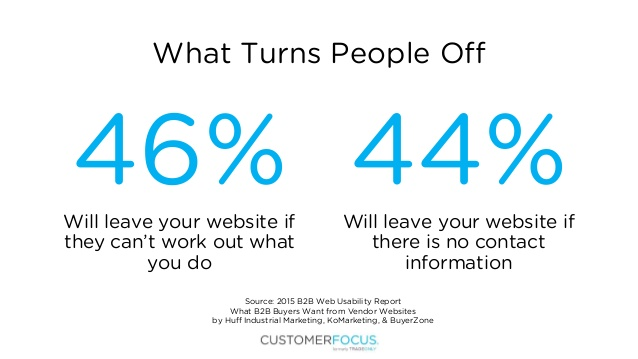 What Turns People Off
46%
Will leave your website if
they can’t work out what
you do
44%
Will leave your website if
there is no contact
information
Source: 2015 B2B Web Usability Report
What B2B Buyers Want from Vendor Websites
by Huff Industrial Marketing, KoMarketing, & BuyerZone
CUSTOMERFOCUS